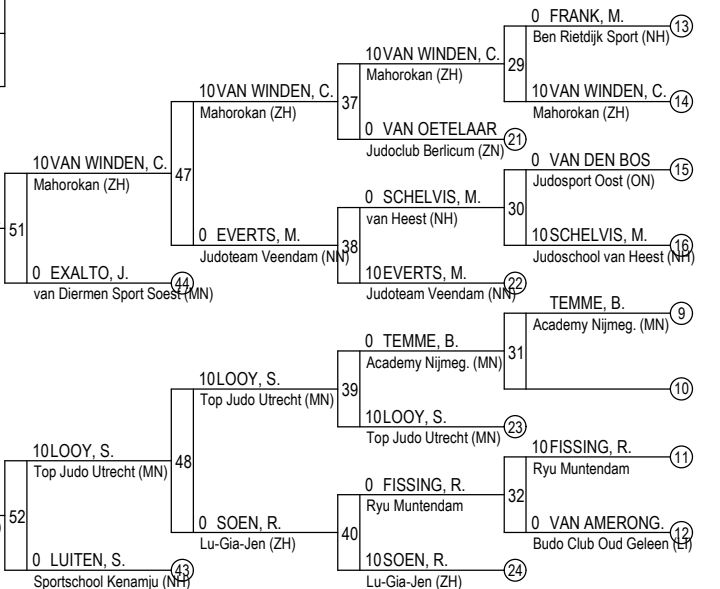 0 FRANK, M.
Ben Rietdijk Sport (NH)
13
29
10 VAN WINDEN, C.
Mahorokan (ZH)
14
10 VAN WINDEN, C.
Mahorokan (ZH)
37
0 VAN OETELAAR
Judoclub Berlicum (ZN)
21
10 VAN WINDEN, C.
Mahorokan (ZH)
47
0 VAN DEN BOS
Judosport Oost (ON)
15
30
10 SCHELVIS, M.
Judoschool van Heest (NH)
16
0 SCHELVIS, M.
van Heest (NH)
38
10 EVERTS, M.
Judoteam Veendam (NN)
22
0 EVERTS, M.
Judoteam Veendam (NN)
10 VAN WINDEN, C.
Mahorokan (ZH)
51
0 EXALTO, J.
van Diermen Sport Soest (MN)
44
TEMME, B.
Academy Nijmeg. (MN)
9
31
10
0 TEMME, B.
Academy Nijmeg. (MN)
39
10 LOOY, S.
Top Judo Utrecht (MN)
23
10 LOOY, S.
Top Judo Utrecht (MN)
48
10 FISSING, R.
Ryu Muntendam
11
32
0 VAN AMERONG.
Budo Club Oud Geleen (LI)
12
0 FISSING, R.
Ryu Muntendam
40
10 SOEN, R.
Lu-Gia-Jen (ZH)
24
0 SOEN, R.
Lu-Gia-Jen (ZH)
10 LOOY, S.
Top Judo Utrecht (MN)
52
0 LUITEN, S.
Sportschool Kenamju (NH)
43